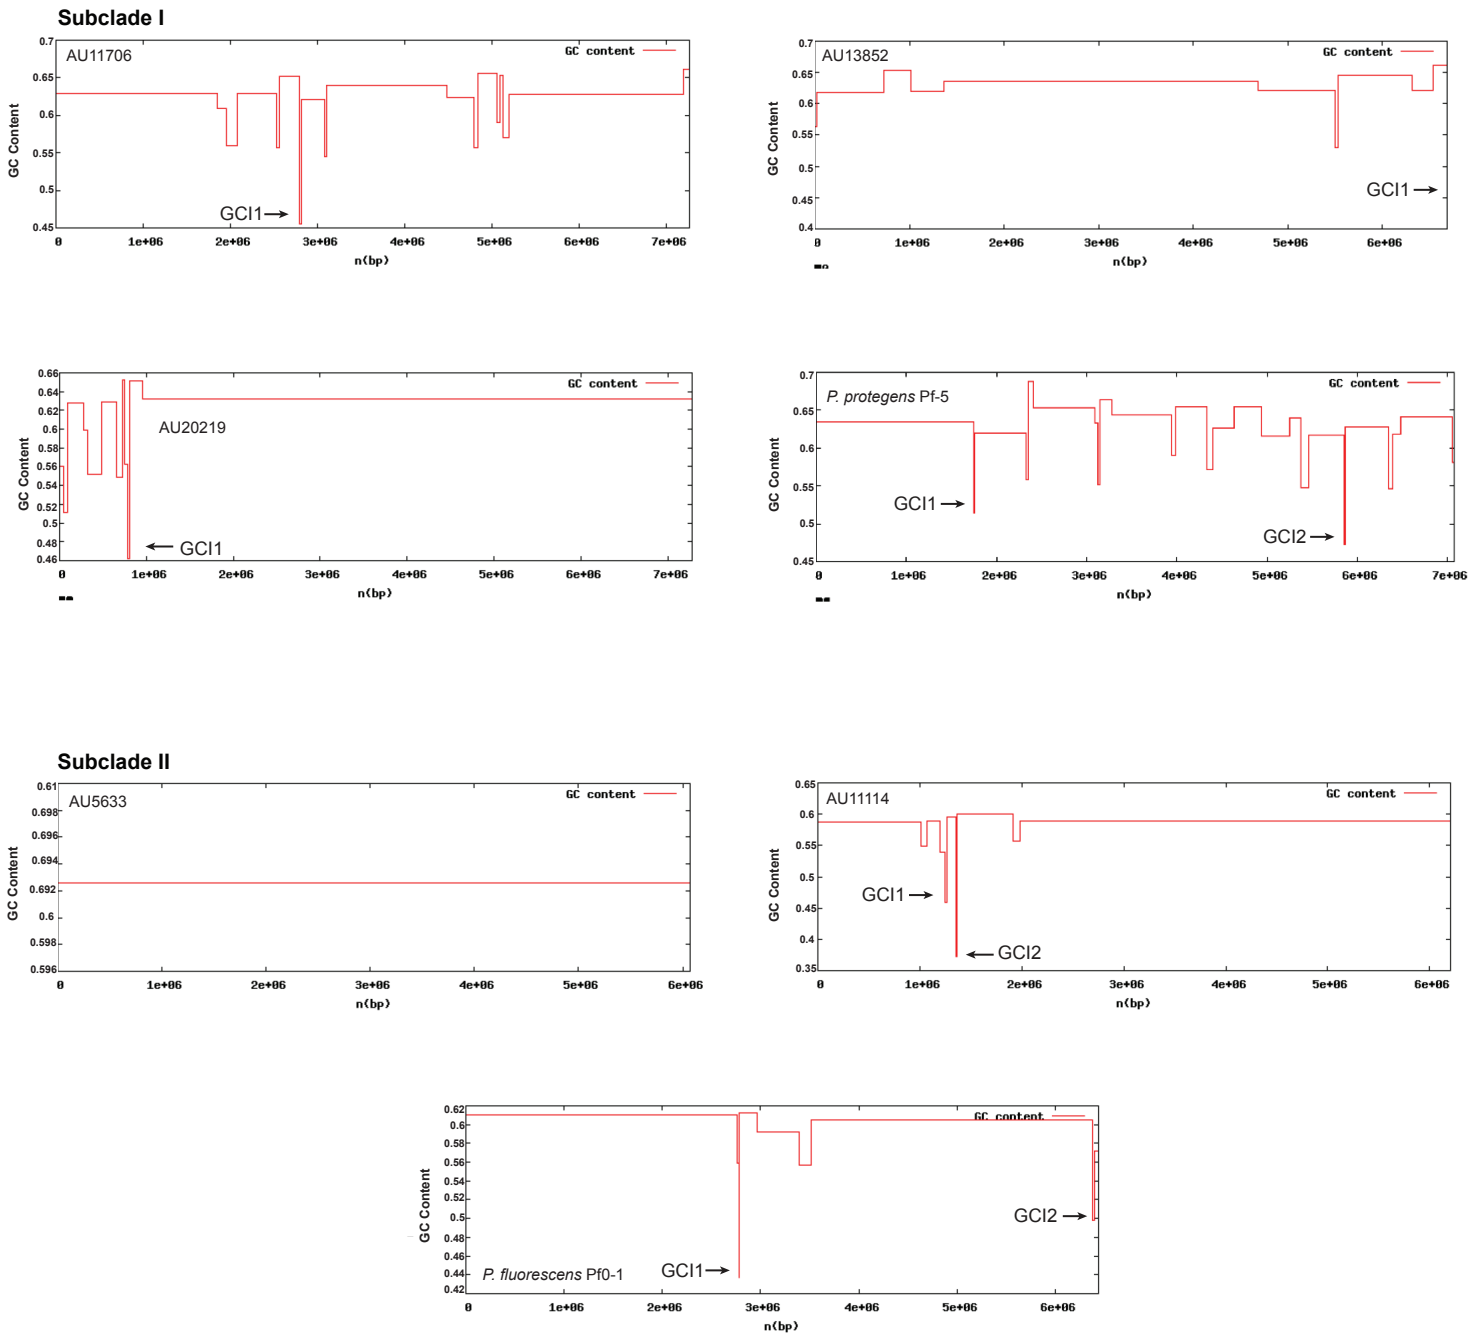 Subclade I
AU11706
GC content
0.7
0.65
0.6
0.55
0.5
0.45
GC Content
GCI1
0 1e+06 2e+06 3e+06 4e+06 5e+06 6e+06 7e+06
n(bp)
AU13852
GC content
0.7
0.65
0.6
0.55
0.5
0.45
0.4
GC Content
GCI1
0 1e+06 2e+06 3e+06 4e+06 5e+06 6e+06
n(bp)
AU20219
GC content
0.66
0.64
0.62
0.6
0.58
0.56
0.54
0.52
0.5
0.48
0.46
GC Content
GCI1
0 1e+06 2e+06 3e+06 4e+06 5e+06 6e+06 7e+06
n(bp)
P. protegens Pf-5
GC content
0.7
0.65
0.6
0.55
0.5
0.45
GC Content
GCI1
GCI2
0 1e+06 2e+06 3e+06 4e+06 5e+06 6e+06 7e+06
n(bp)
Subclade II
AU5633
GC content
0.61
0.698
0.696
0.694
0.692
0.6
0.598
0.596
GC Content
0 1e+06 2e+06 3e+06 4e+06 5e+06 6e+06
n(bp)
AU11114
GC content
0.65
0.6
0.55
0.5
0.45
0.4
0.35
GC Content
GCI1
GCI2
0 1e+06 2e+06 3e+06 4e+06 5e+06 6e+06
n(bp)
GC content
0.62
0.6
0.58
0.56
0.54
0.52
0.5
0.48
0.46
0.44
0.42
GC Content
GCI2
P. fluorescens Pf0-1
GCI1
0 1e+06 2e+06 3e+06 4e+06 5e+06 6e+06
n(bp)